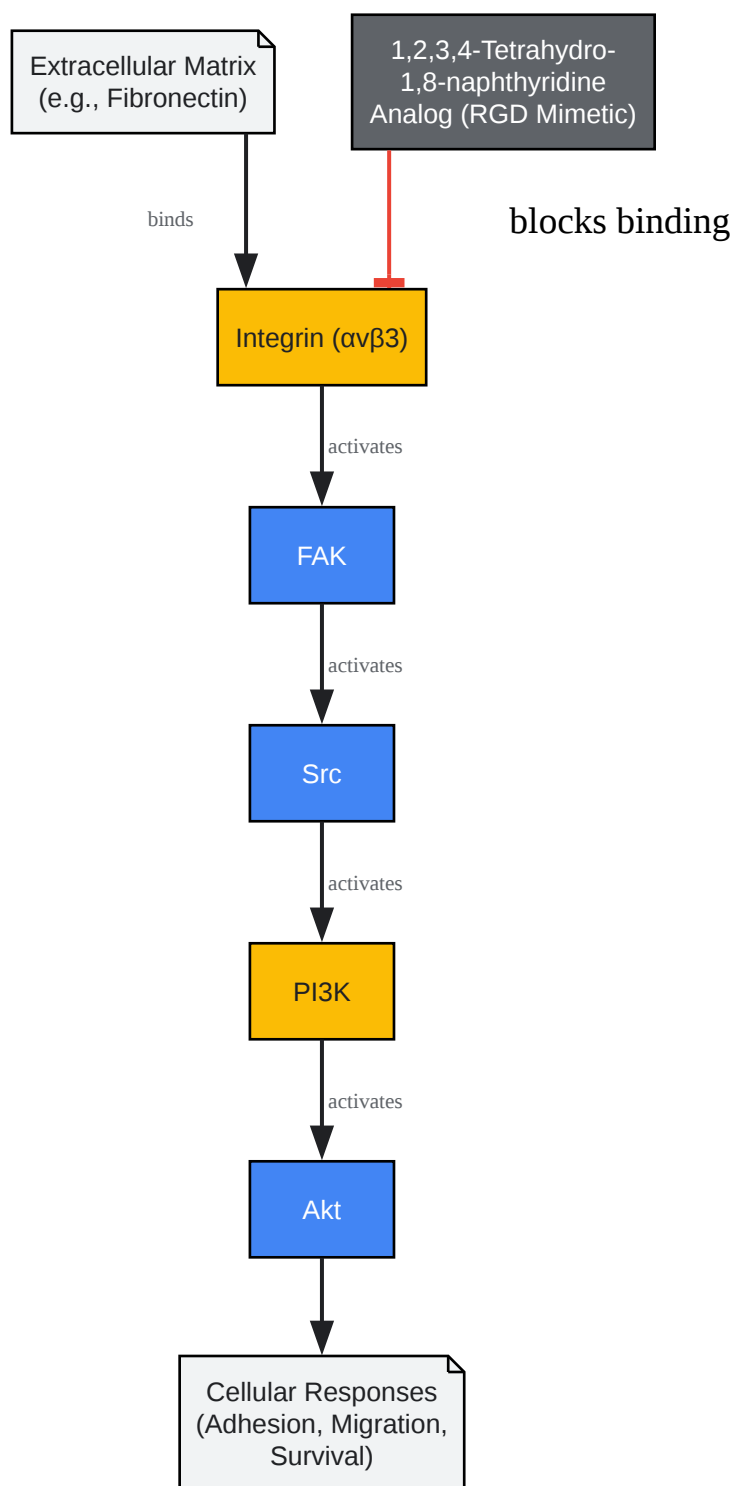 Extracellular Matrix
(e.g., Fibronectin)
1,2,3,4-Tetrahydro-
1,8-naphthyridine
Analog (RGD Mimetic)
binds
blocks binding
Integrin (αvβ3)
activates
FAK
activates
Src
activates
PI3K
activates
Akt
Cellular Responses
(Adhesion, Migration,
Survival)